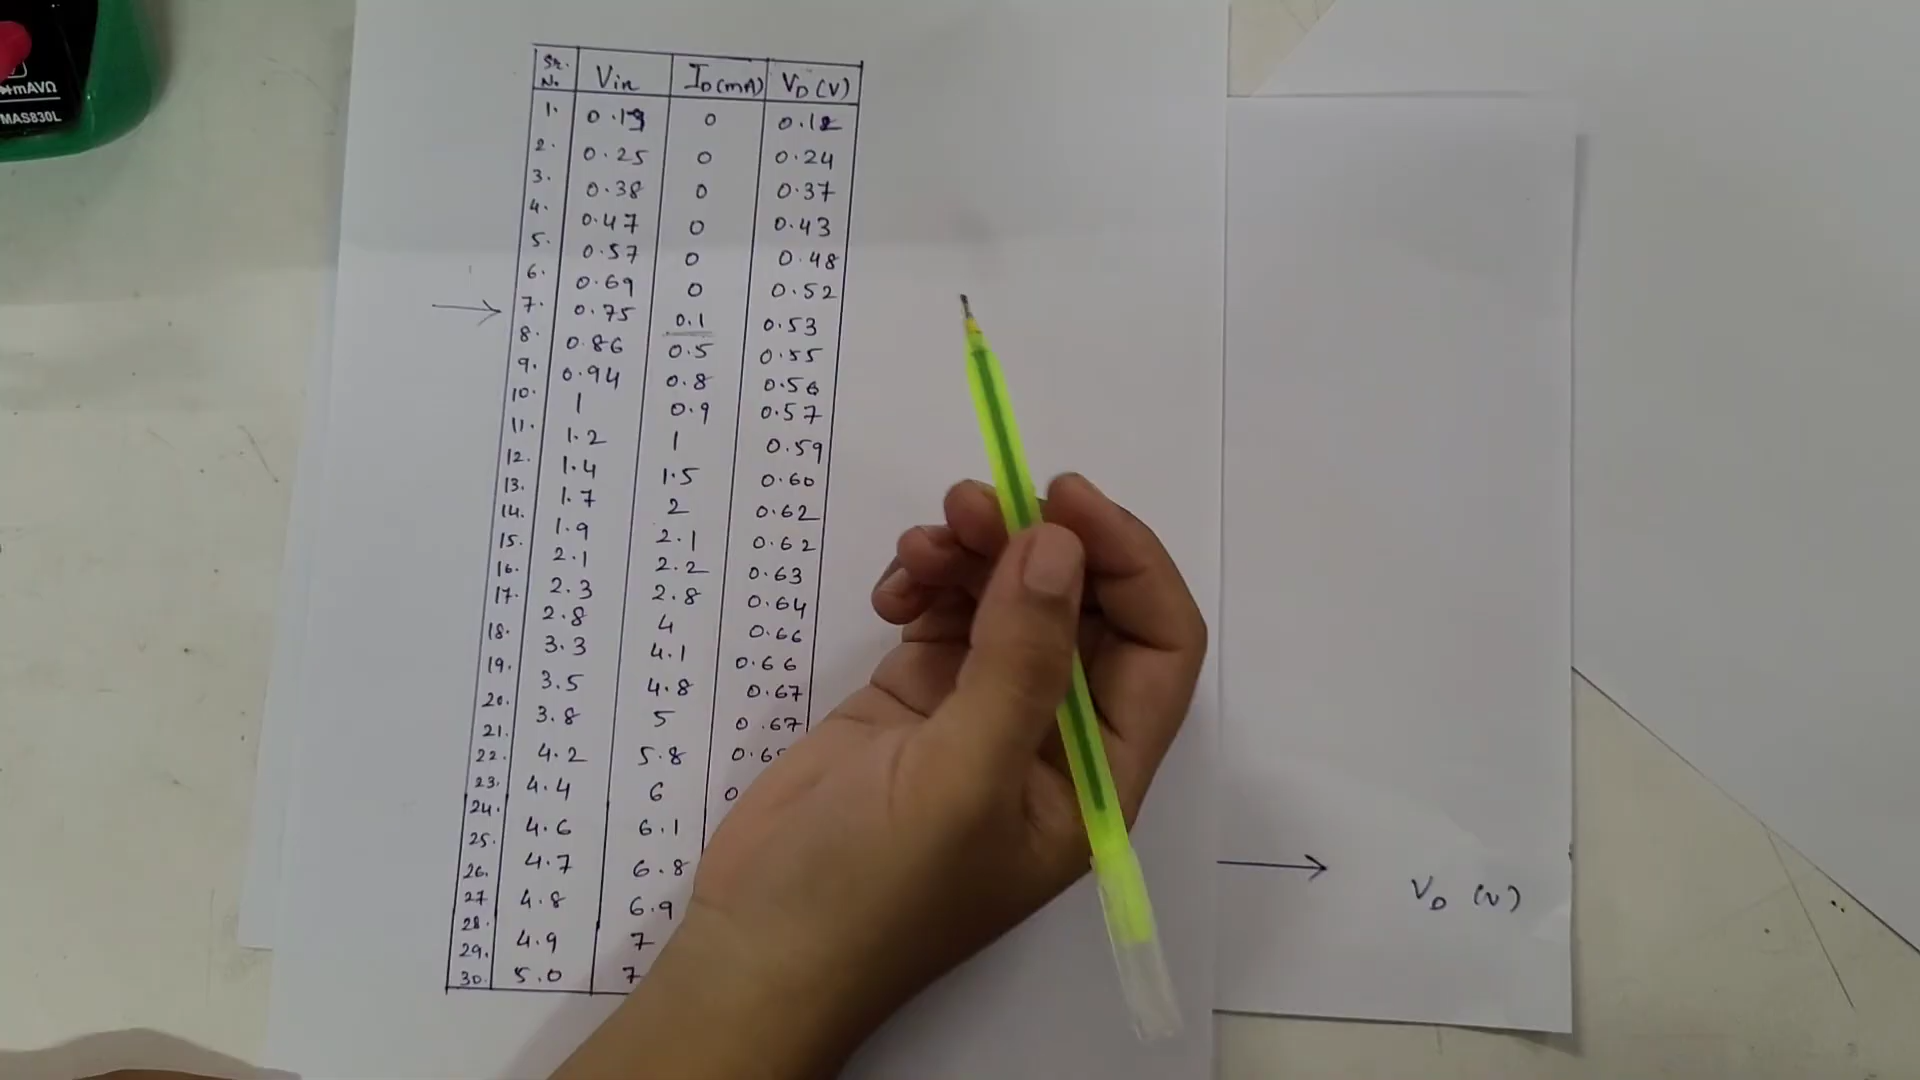 Sr. No. Vin ID(mA) VD (V)
1. 0 0.12
2. 0.25 0 0.24
3. 0.38 0 0.37
4. 0.47 0 0.43
5. 0.57 0 0.48
6. 0.69 0 0.52
7. 0.75 0.1 0.53
8. 0.86 0.5 0.55
9. 0.94 0.8 0.56
10. 1 0.9 0.57
11. 1.2 1 0.59
12. 1.4 1.5 0.60
13. 1.7 2 0.62
14. 1.9 2.1 0.62
15. 2.1 2.2 0.63
16. 2.3 2.8 0.64
17. 2.8 4 0.66
18. 3.3 4.1 0.66
19. 3.5 4.8 0.67
20. 3.8 5 0.67
21.
22. 4.2 5.8
23. 4.4 6
24.
25. 4.6 6.1
26. 4.7 6.8
27 4.8 6.9
28.
29. 4.9 7
30. 5.0 7
VD (V)
mAVΩ
MAS830L